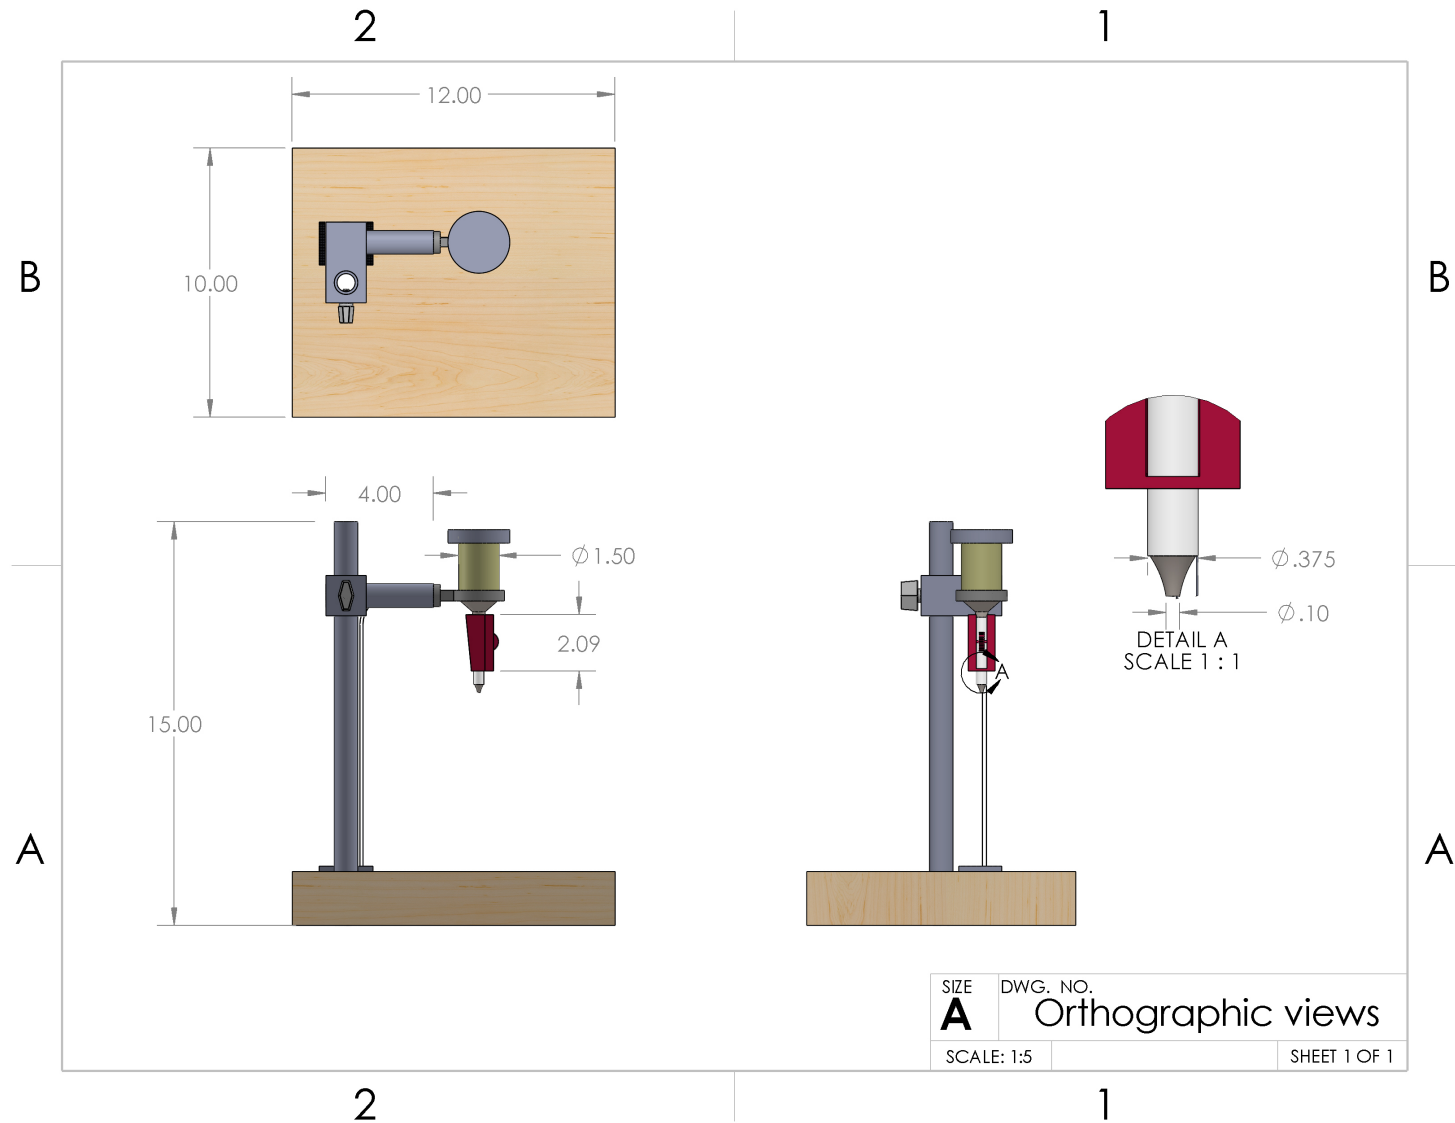 2 1
12.00
B 10.00 B
4.00
Ø1.50
2.09
15.00
A
Ø.375
Ø.10
DETAIL A
SCALE 1 : 1
A A
SIZE DWG. NO.
A Orthographic views
SCALE: 1:5 SHEET 1 OF 1
2 1